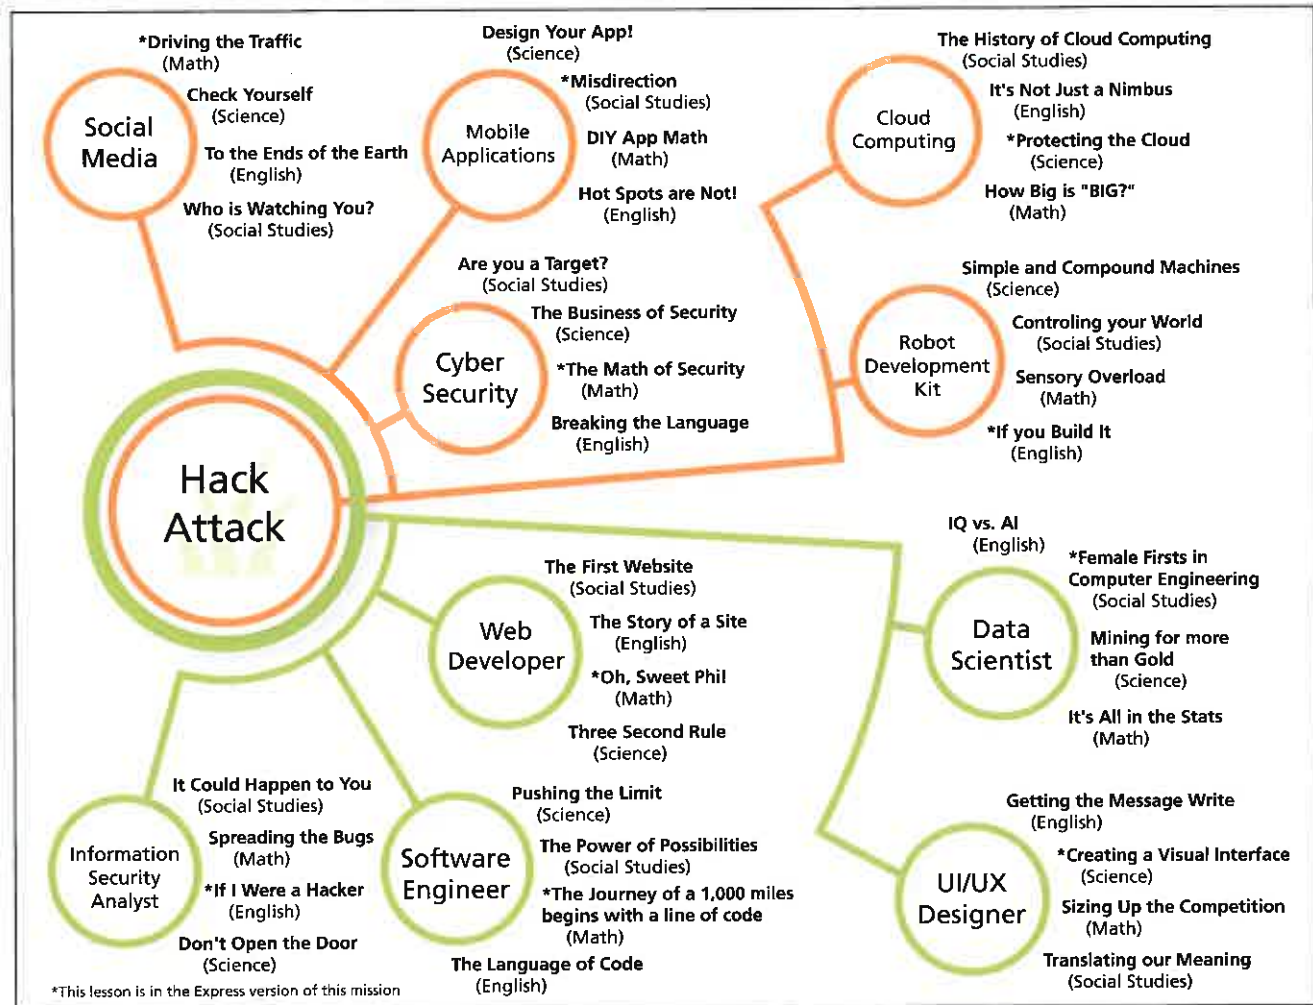 *Driving the Traffic
(Math)
Check Yourself
(Science)
To the Ends of the Earth
(English)
Who is Watching You?
(Social Studies)
Social
Media
Design Your App!
(Science)
*Misdirection
(Social Studies)
DIY App Math
(Math)
Hot Spots are Not!
(English)
Mobile
Applications
The History of Cloud Computing
(Social Studies)
It's Not Just a Nimbus
(English)
*Protecting the Cloud
(Science)
How Big is "BIG?"
(Math)
Cloud
Computing
Are you a Target?
(Social Studies)
The Business of Security
(Science)
*The Math of Security
(Math)
Breaking the Language
(English)
Cyber
Security
Simple and Compound Machines
(Science)
Controling your World
(Social Studies)
Sensory Overload
(Math)
*If you Build It
(English)
Robot
Development
Kit
Hack
Attack
The First Website
(Social Studies)
The Story of a Site
(English)
*Oh, Sweet Phil
(Math)
Three Second Rule
(Science)
Web
Developer
IQ vs. AI
(English)
*Female Firsts in
Computer Engineering
(Social Studies)
Mining for more
than Gold
(Science)
It's All in the Stats
(Math)
Data
Scientist
It Could Happen to You
(Social Studies)
Spreading the Bugs
(Math)
*If I Were a Hacker
(English)
Don't Open the Door
(Science)
Information
Security
Analyst
Pushing the Limit
(Science)
The Power of Possibilities
(Social Studies)
*The Journey of a 1,000 miles
begins with a line of code
(Math)
The Language of Code
(English)
Software
Engineer
Getting the Message Write
(English)
*Creating a Visual Interface
(Science)
Sizing Up the Competition
(Math)
Translating our Meaning
(Social Studies)
UI/UX
Designer
*This lesson is in the Express version of this mission